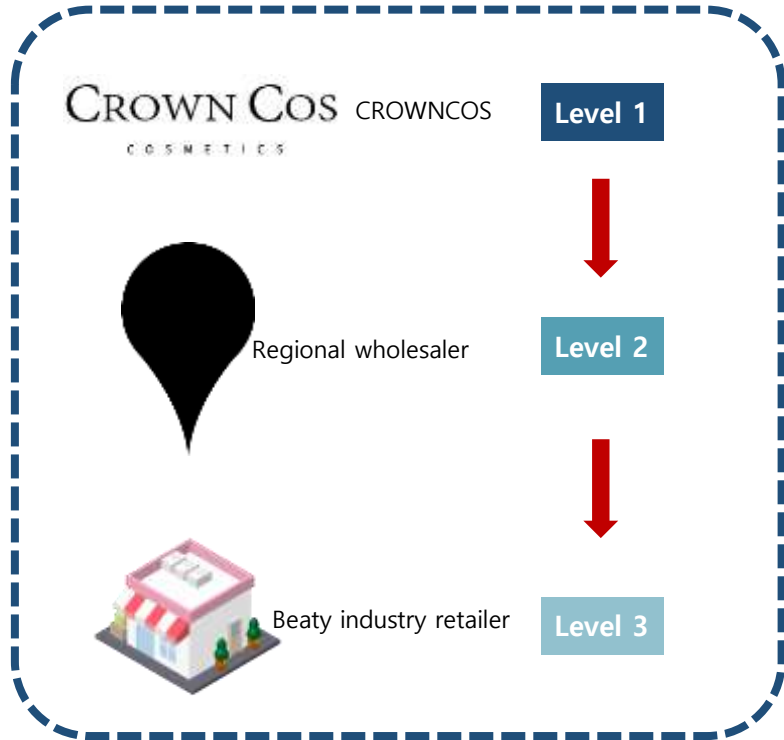 CROWN COS CROWNCOS Level 1
COSMETICS
Regional wholesaler Level 2
Beaty industry retailer Level 3